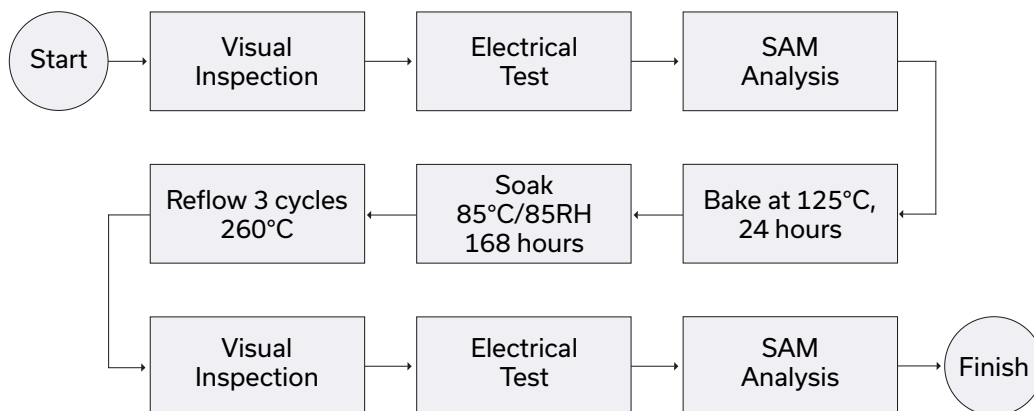 Start
Visual
Inspection
Electrical
Test
SAM
Analysis
Bake at 125°C,
24 hours
Soak
85°C/85RH
168 hours
Reflow 3 cycles
260°C
Visual
Inspection
Electrical
Test
SAM
Analysis
Finish